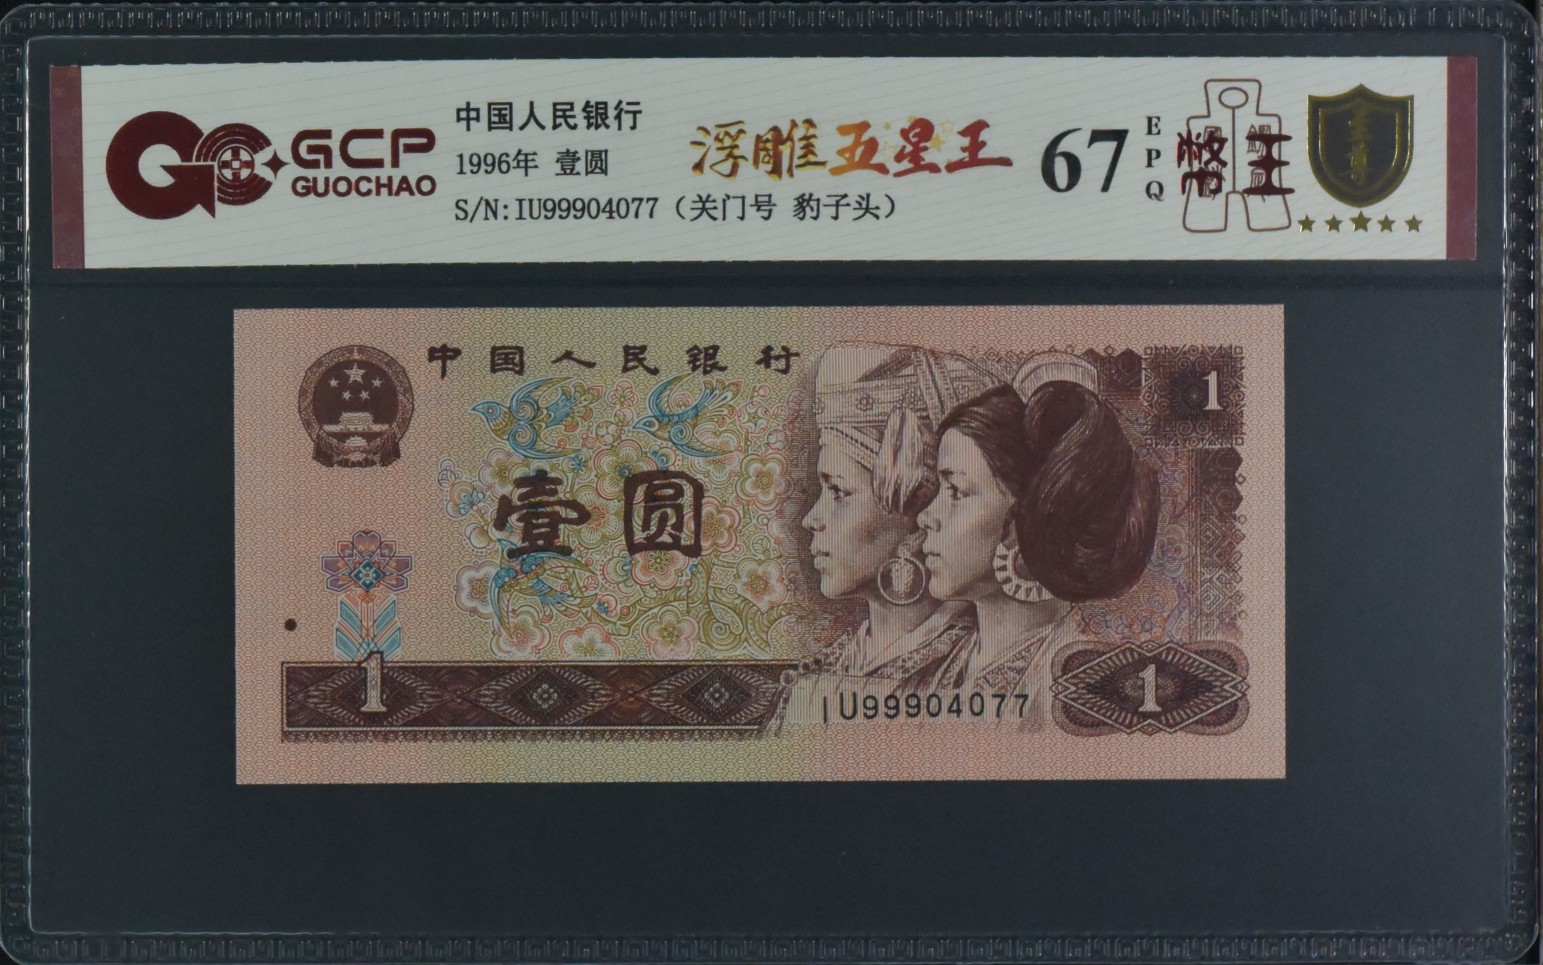 GCP
GUOCHAO
中国人民银行
1996年 壹圆
S/N:IU99904077（关门号 豹子头）
浮雕五星王
67
EPQ
至尊
中国人民银行
1
壹圆
1
IU99904077
1